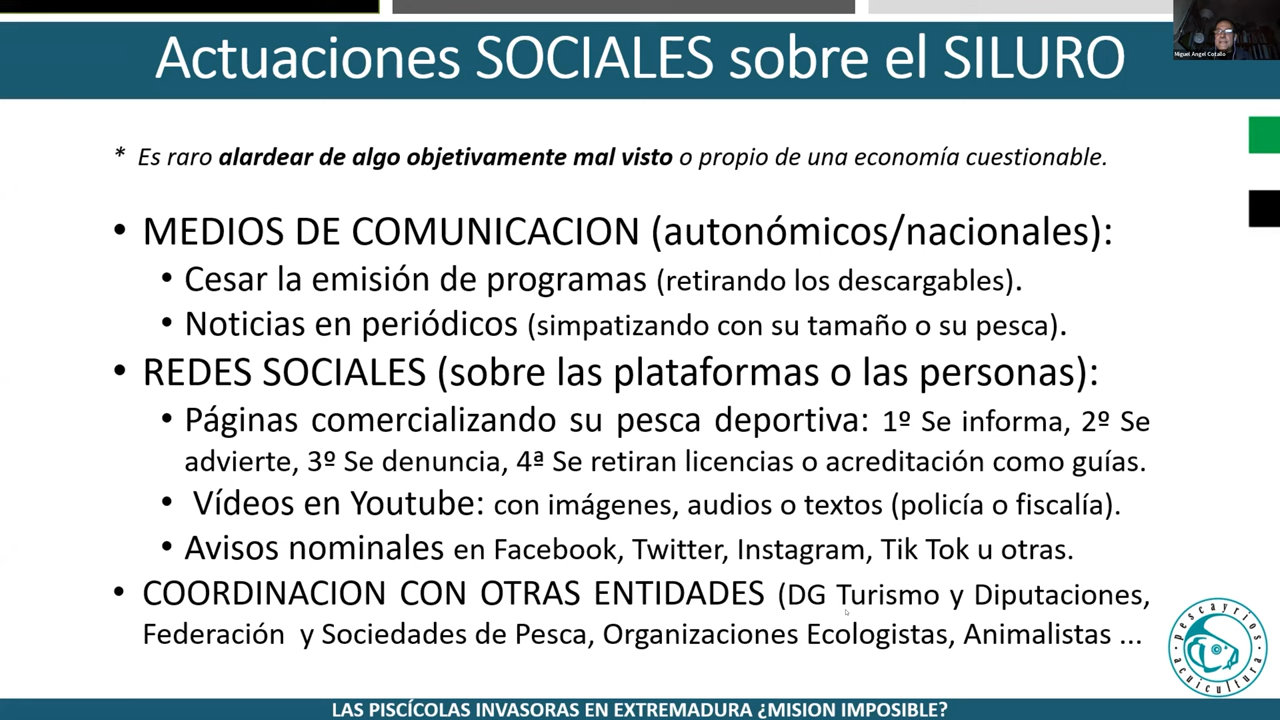 Actuaciones SOCIALES sobre el SILURO
Miguel Angel Cotallo
* Es raro alardear de algo objetivamente mal visto o propio de una economía cuestionable.
• MEDIOS DE COMUNICACION (autonómicos/nacionales):
• Cesar la emisión de programas (retirando los descargables).
• Noticias en periódicos (simpatizando con su tamaño o su pesca).
• REDES SOCIALES (sobre las plataformas o las personas):
• Páginas comercializando su pesca deportiva: 1º Se informa, 2º Se
advierte, 3º Se denuncia, 4ª Se retiran licencias o acreditación como guías.
• Vídeos en Youtube: con imágenes, audios o textos (policía o fiscalía).
• Avisos nominales en Facebook, Twitter, Instagram, Tik Tok u otras.
• COORDINACION CON OTRAS ENTIDADES (DG Turismo y Diputaciones,
Federación y Sociedades de Pesca, Organizaciones Ecologistas, Animalistas ...
pescayríos
acuicultura
LAS PISCÍCOLAS INVASORAS EN EXTREMADURA ¿MISION IMPOSIBLE?